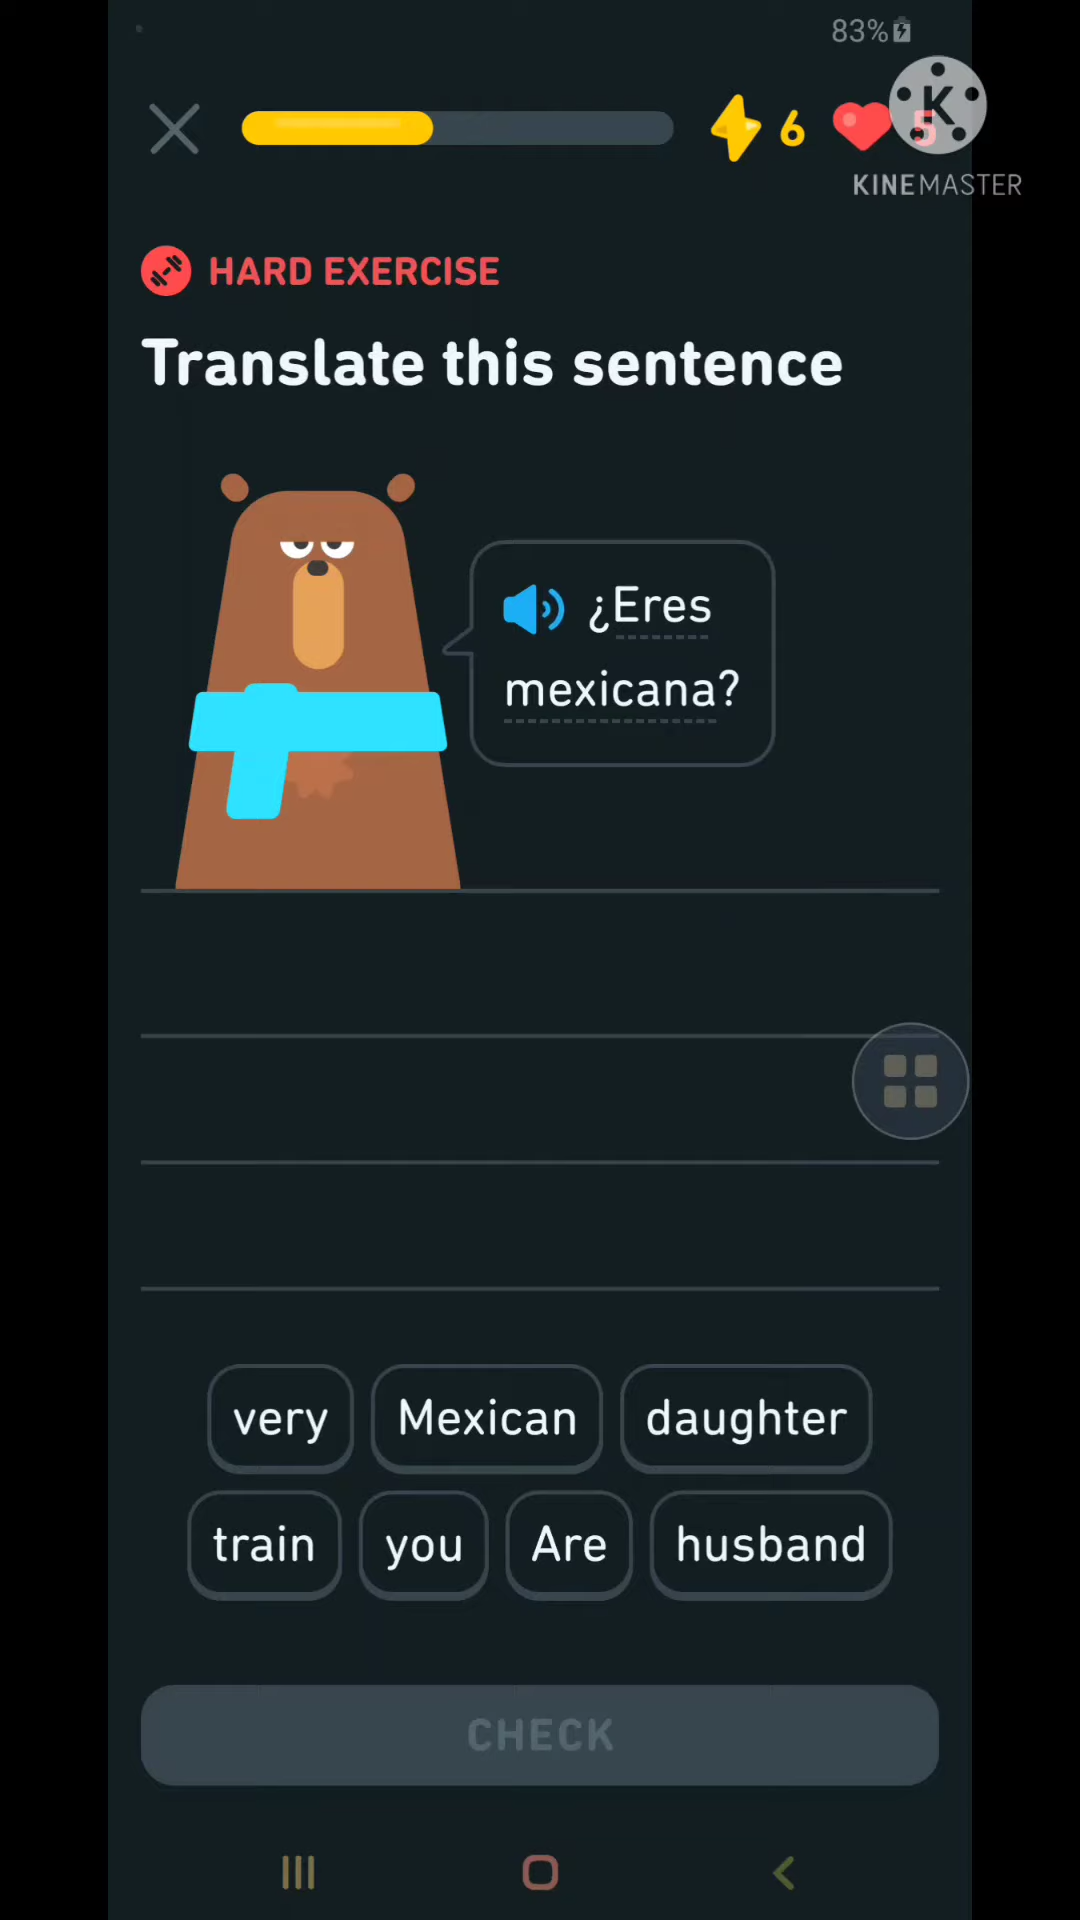 83%
6
5
KINEMASTER
HARD EXERCISE
Translate this sentence
¿Eres
mexicana?
very Mexican daughter
train you Are husband
CHECK